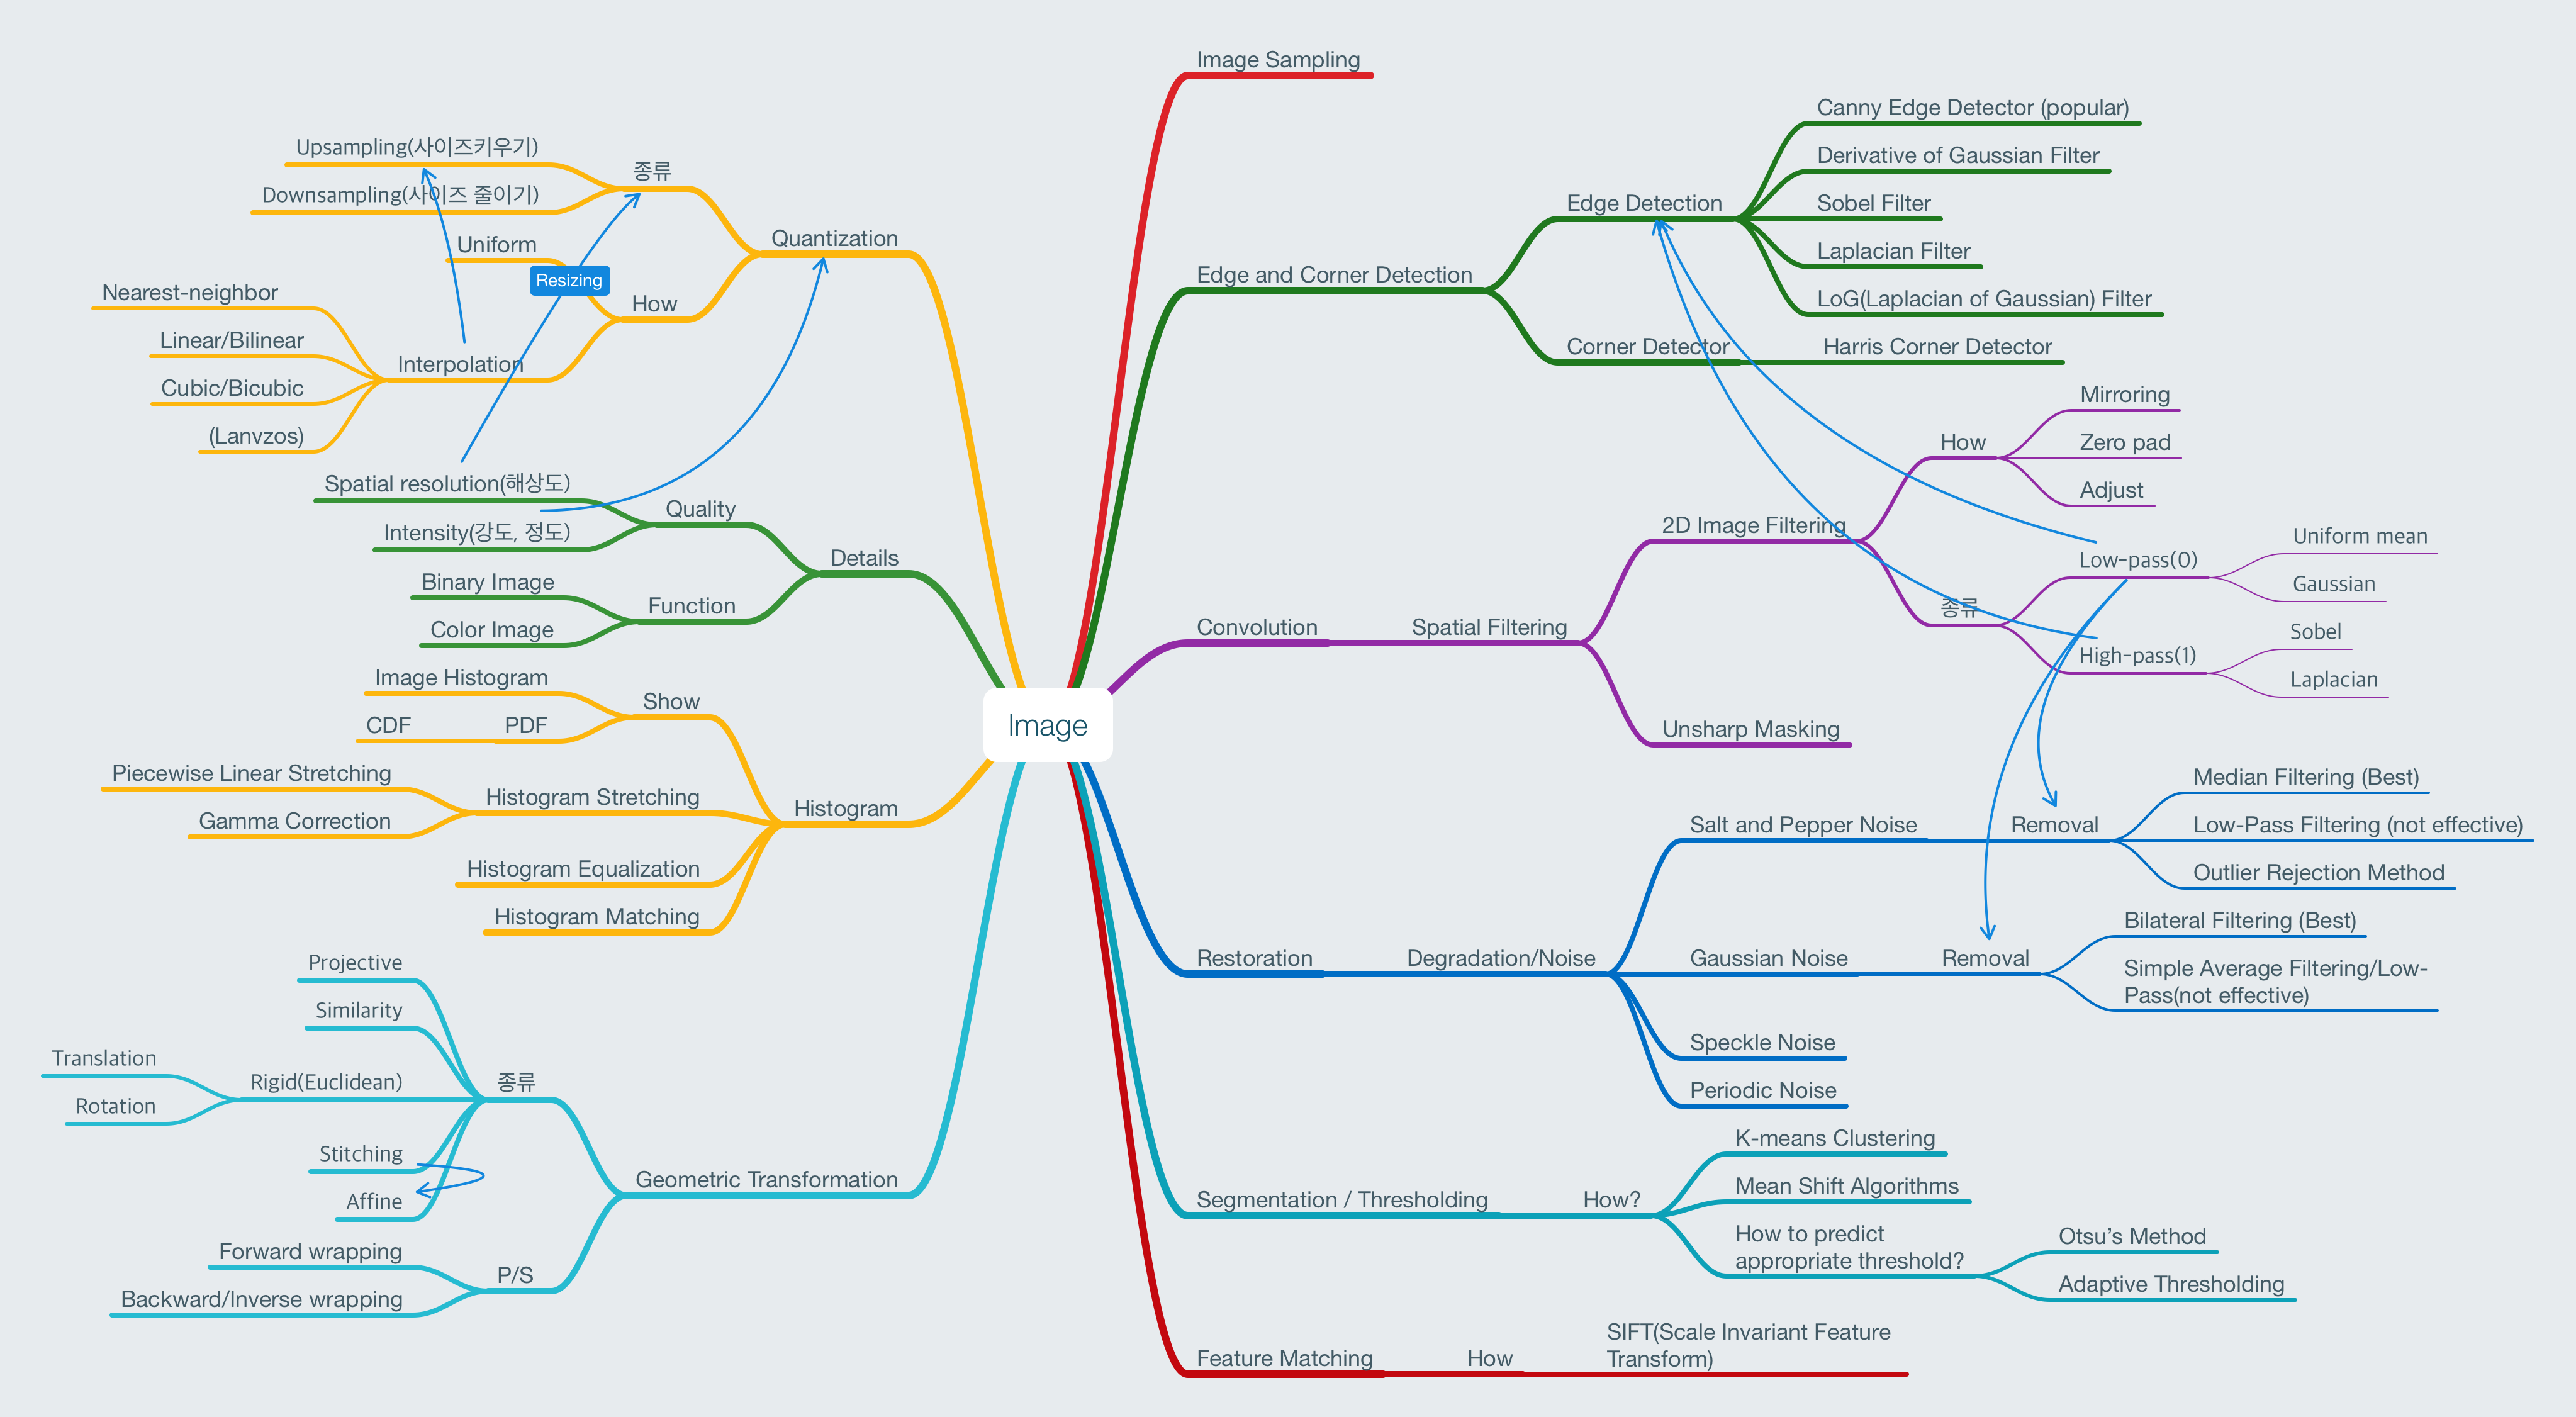 Image
Image Sampling
Edge and Corner Detection
Edge Detection
Canny Edge Detector (popular)
Derivative of Gaussian Filter
Sobel Filter
Laplacian Filter
LoG(Laplacian of Gaussian) Filter
Corner Detector
Harris Corner Detector
Convolution
Spatial Filtering
2D Image Filtering
How
Mirroring
Zero pad
Adjust
종류
Low-pass(0)
Uniform mean
Gaussian
High-pass(1)
Sobel
Laplacian
Unsharp Masking
Restoration
Degradation/Noise
Salt and Pepper Noise
Removal
Median Filtering (Best)
Low-Pass Filtering (not effective)
Outlier Rejection Method
Gaussian Noise
Removal
Bilateral Filtering (Best)
Simple Average Filtering/Low-
Pass(not effective)
Speckle Noise
Periodic Noise
Segmentation / Thresholding
How?
K-means Clustering
Mean Shift Algorithms
How to predict
appropriate threshold?
Otsu's Method
Adaptive Thresholding
Feature Matching
How
SIFT(Scale Invariant Feature
Transform)
Quantization
종류
Upsampling(사이즈키우기)
Downsampling(사이즈 줄이기)
How
Uniform
Resizing
Interpolation
Nearest-neighbor
Linear/Bilinear
Cubic/Bicubic
(Lanvzos)
Details
Quality
Spatial resolution(해상도)
Intensity(강도, 정도)
Function
Binary Image
Color Image
Histogram
Show
Image Histogram
PDF
CDF
Histogram Stretching
Piecewise Linear Stretching
Gamma Correction
Histogram Equalization
Histogram Matching
Geometric Transformation
종류
Projective
Similarity
Rigid(Euclidean)
Translation
Rotation
Stitching
Affine
P/S
Forward wrapping
Backward/Inverse wrapping